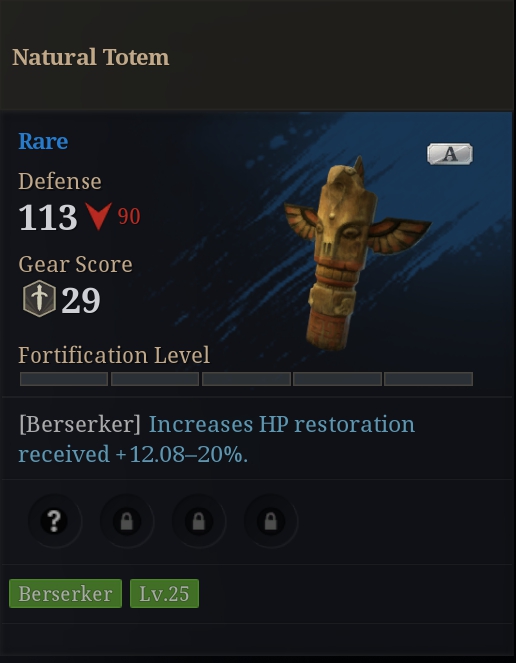 Natural Totem
Rare
A
Defense
113 90
Gear Score
29
Fortification Level
[Berserker] Increases HP restoration
received +12.08–20%.
?
Berserker Lv.25